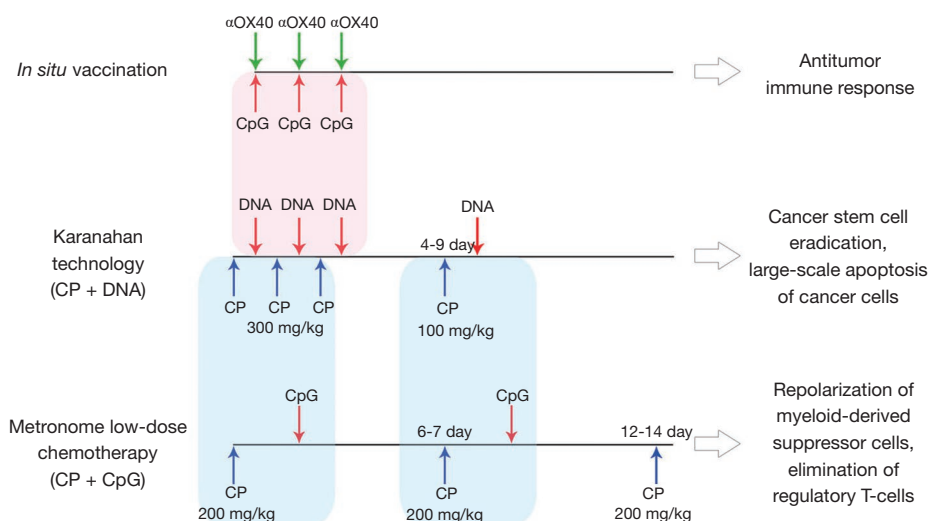 αOX40 αOX40 αOX40
In situ vaccination
CpG CpG CpG
Antitumor
immune response
DNA DNA DNA
DNA
Karanahan
technology
(CP + DNA)
4-9 day
CP CP CP
300 mg/kg
CP
100 mg/kg
Cancer stem cell
eradication,
large-scale apoptosis
of cancer cells
Metronome low-dose
chemotherapy
(CP + CpG)
CpG
CpG
6-7 day
12-14 day
CP
200 mg/kg
CP
200 mg/kg
CP
200 mg/kg
Repolarization of
myeloid-derived
suppressor cells,
elimination of
regulatory T-cells